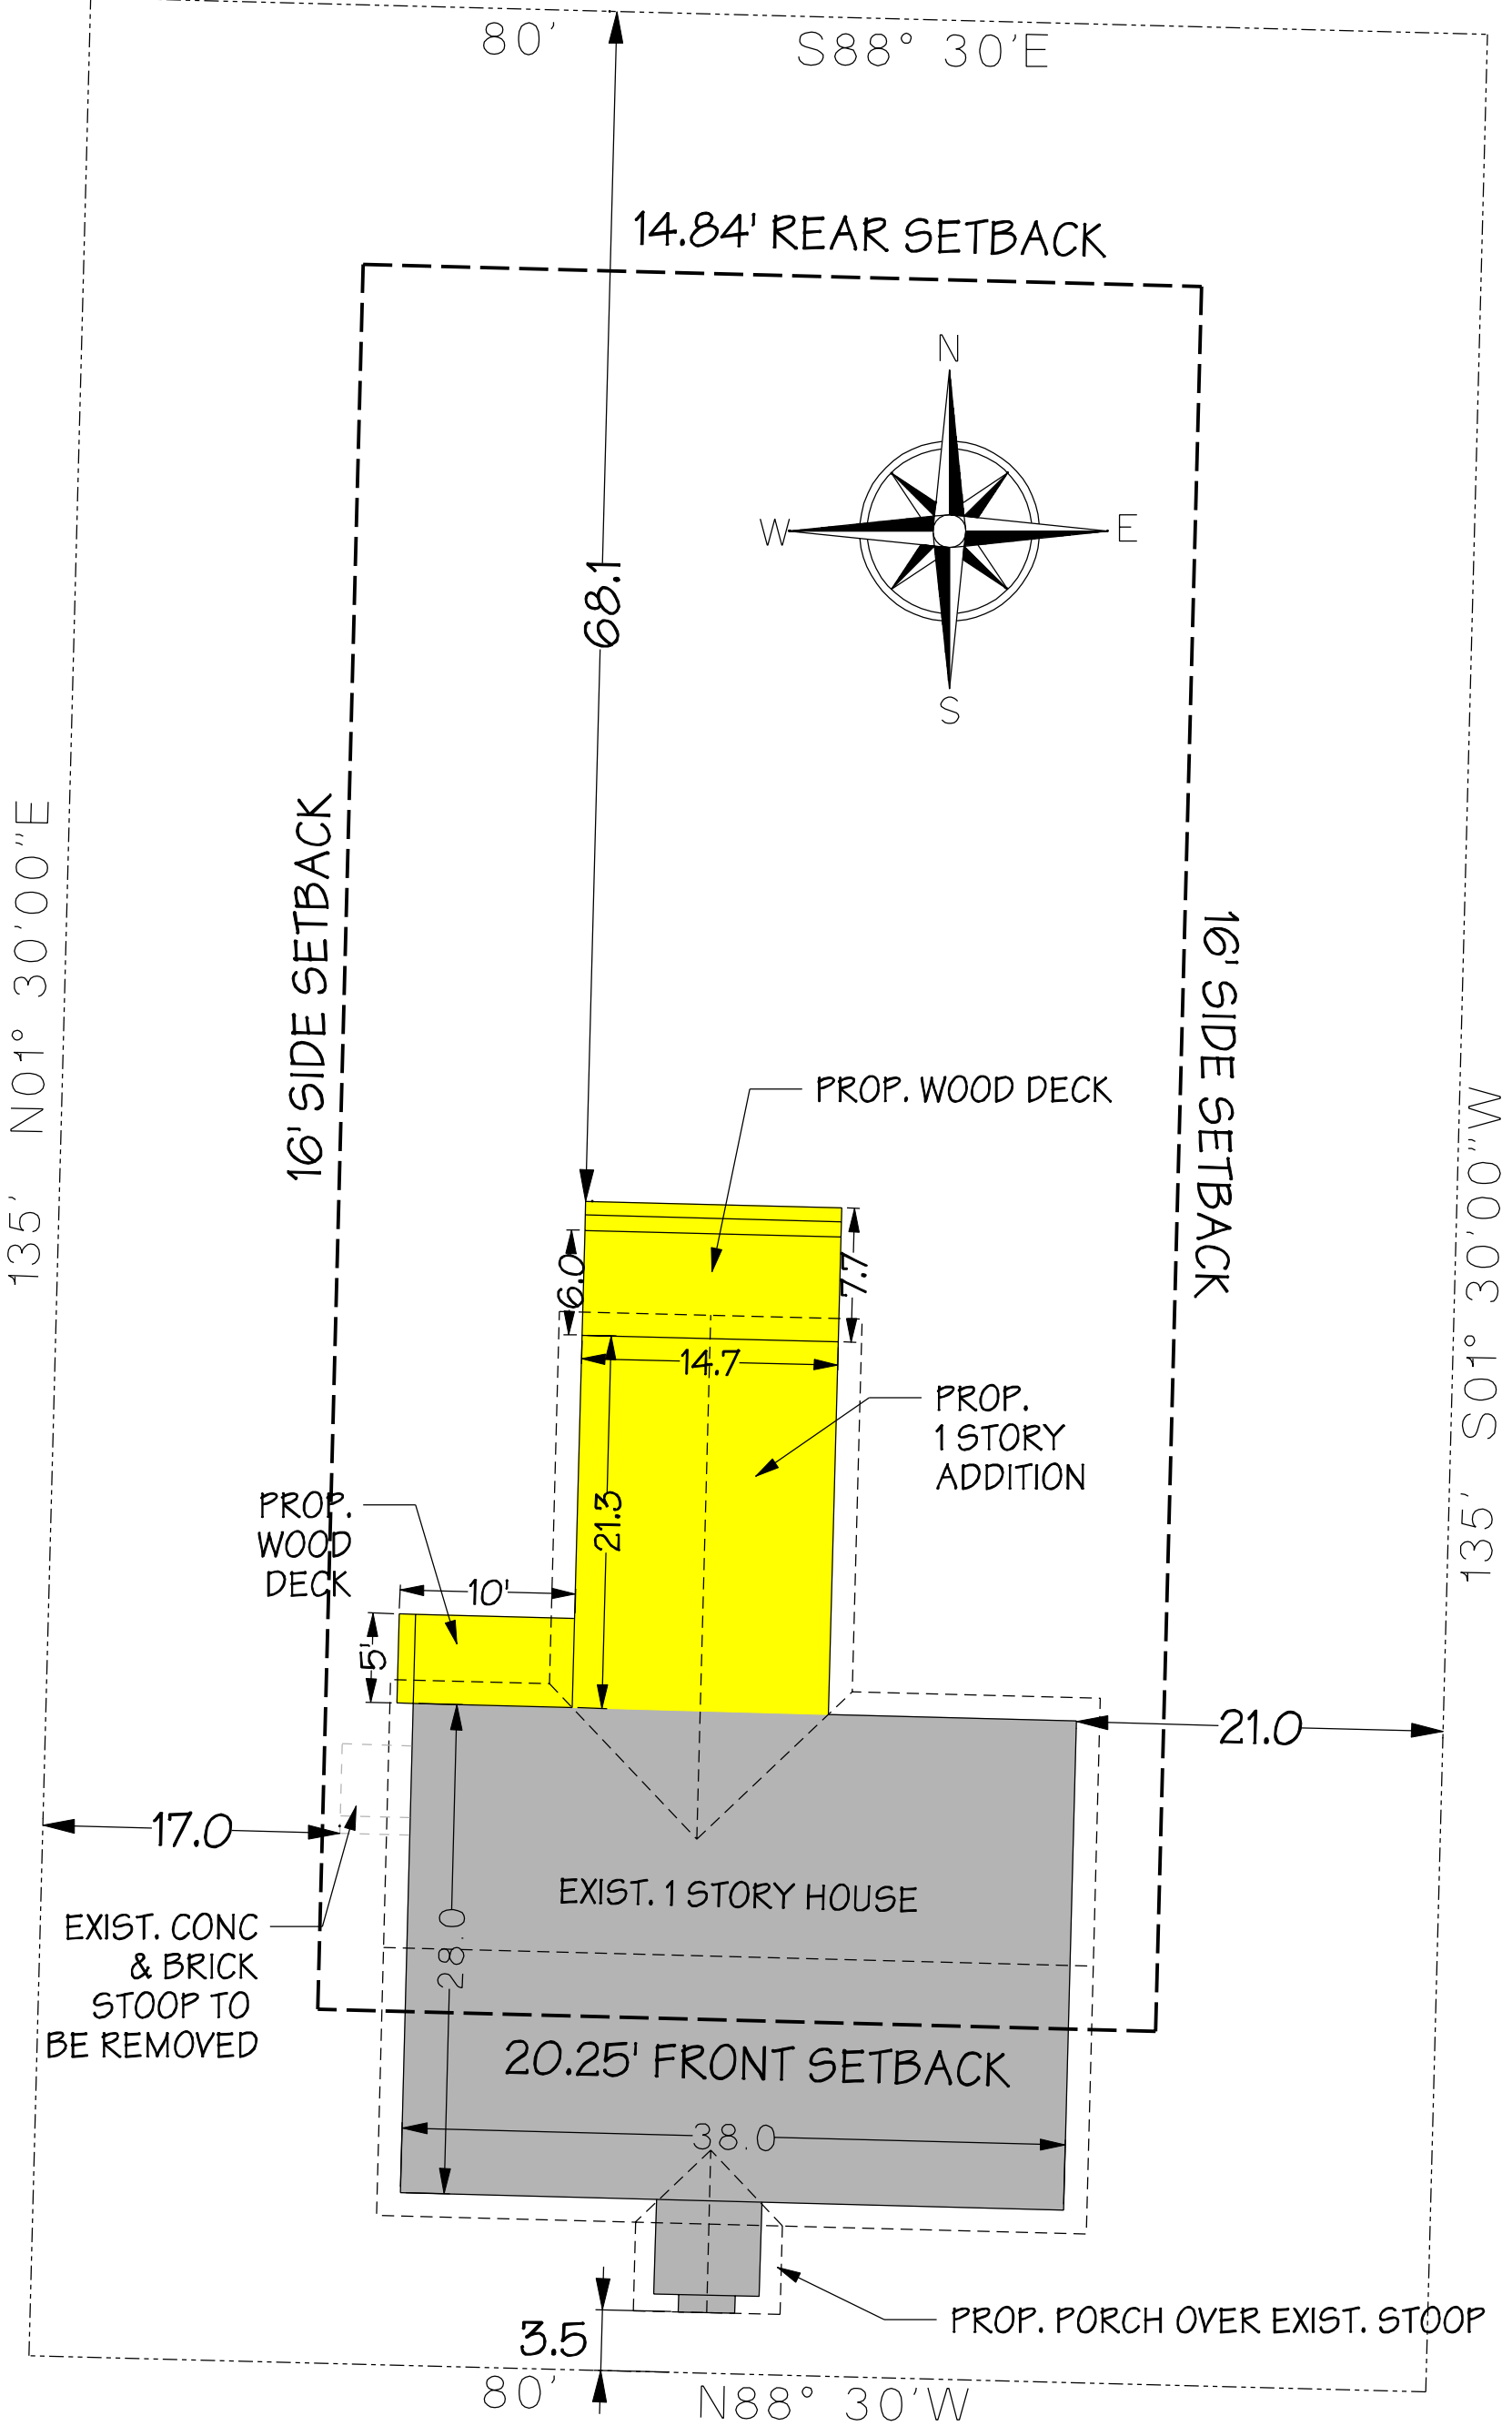 80' S88° 30'E
14.84' REAR SETBACK
N
W
E
S
68.1
135' N01° 30'00"E
16' SIDE SETBACK
16' SIDE SETBACK
135' S01° 30'00"W
PROP. WOOD DECK
6.0
7.7
14.7
PROP.
1 STORY
ADDITION
21.3
PROP.
WOOD
DECK
10'
5'
21.0
17.0
EXIST. 1 STORY HOUSE
EXIST. CONC
& BRICK
STOOP TO
BE REMOVED
28.0
20.25' FRONT SETBACK
38.0
PROP. PORCH OVER EXIST. STOOP
3.5
80' N88° 30'W